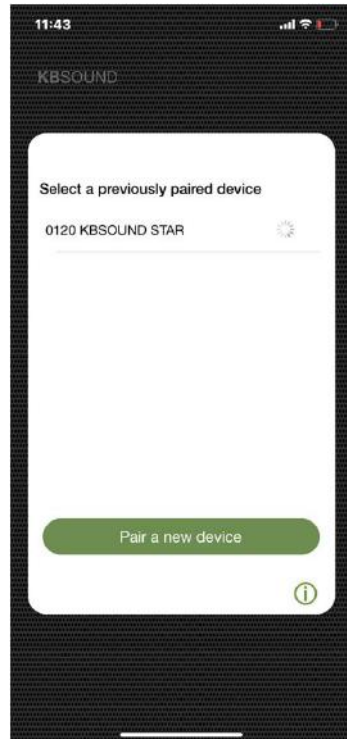 11:43
KBSOUND
Select a previously paired device
0120 KBSOUND STAR
Pair a new device